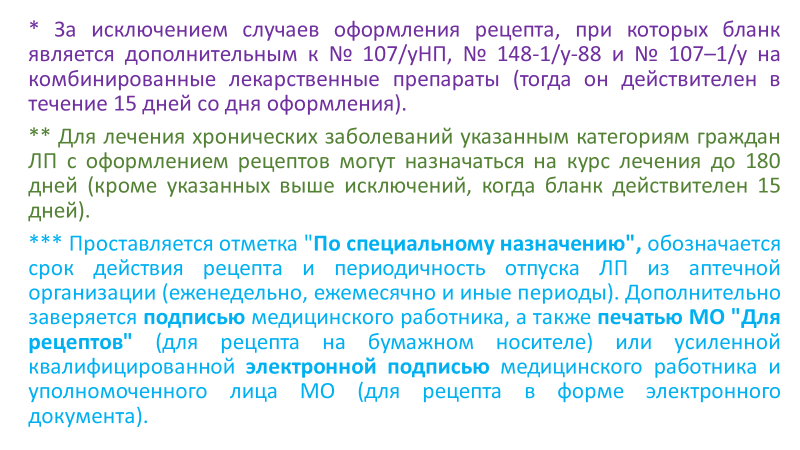 * За исключением случаев оформления рецепта, при которых бланк
является дополнительным к № 107/уНП, № 148-1/у-88 и № 107–1/у на
комбинированные лекарственные препараты (тогда он действителен в
течение 15 дней со дня оформления).
** Для лечения хронических заболеваний указанным категориям граждан
ЛП с оформлением рецептов могут назначаться на курс лечения до 180
дней (кроме указанных выше исключений, когда бланк действителен 15
дней).
*** Проставляется отметка "По специальному назначению", обозначается
срок действия рецепта и периодичность отпуска ЛП из аптечной
организации (еженедельно, ежемесячно и иные периоды). Дополнительно
заверяется подписью медицинского работника, а также печатью МО "Для
рецептов" (для рецепта на бумажном носителе) или усиленной
квалифицированной электронной подписью медицинского работника и
уполномоченного лица МО (для рецепта в форме электронного
документа).